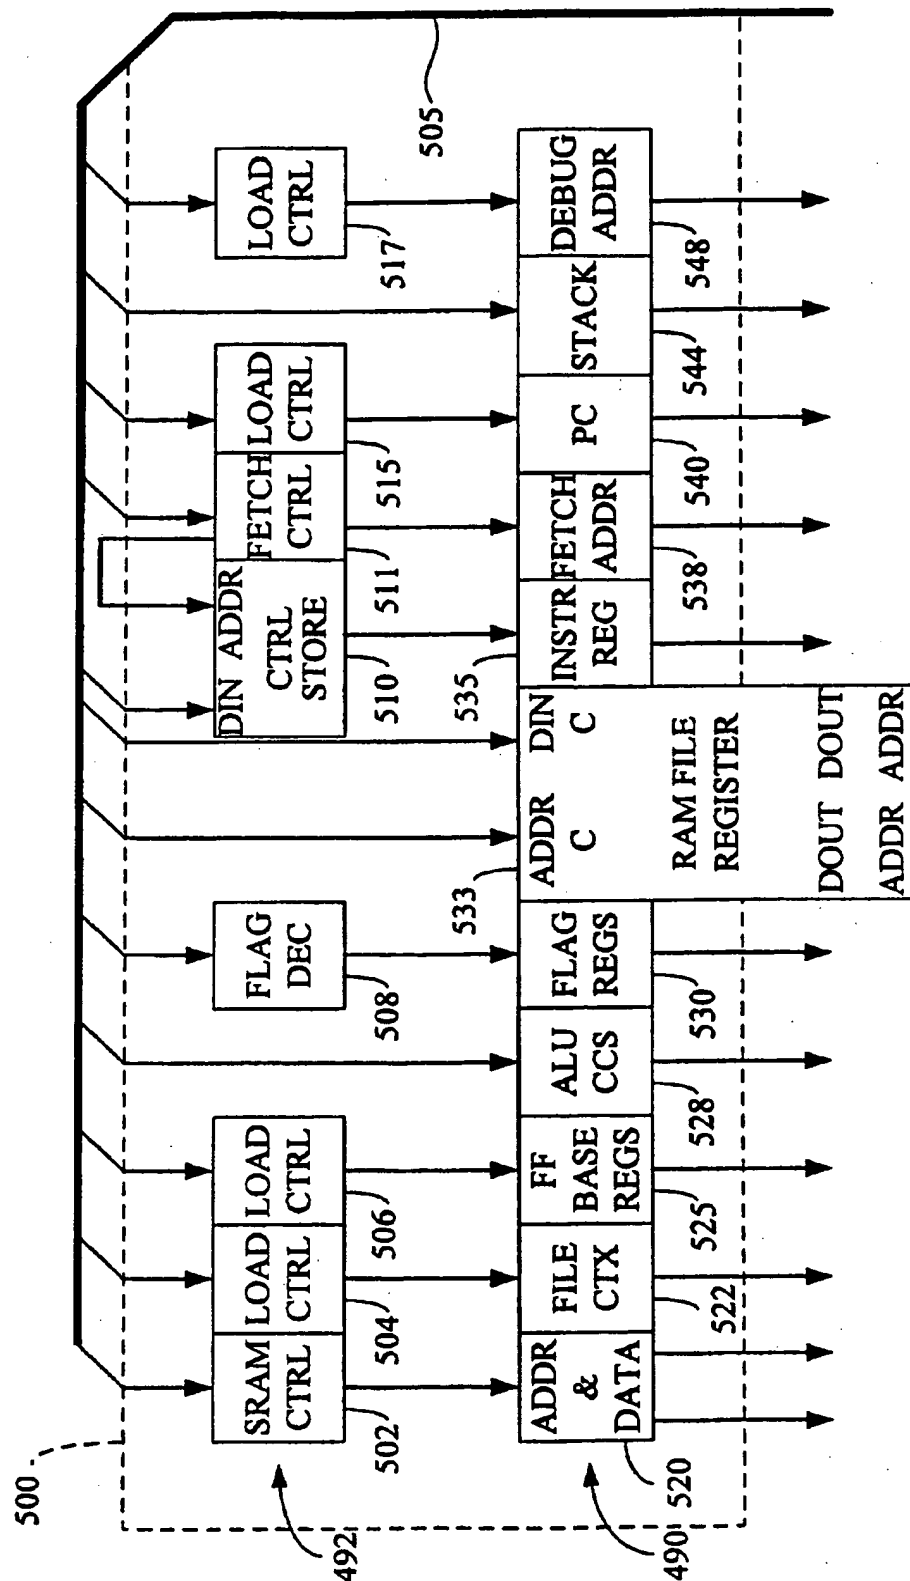 500
492
SRAM
CTRL
502
LOAD
CTRL
504
LOAD
CTRL
506
FLAG
DEC
508
DIN ADDR
CTRL
STORE
510
FETCH
CTRL
511
LOAD
CTRL
515
LOAD
CTRL
517
505
490
ADDR
&
DATA
520
FILE
CTX
522
FF
BASE
REGS
525
ALU
CCS
528
FLAG
REGS
530
533
ADDR DIN
C C
RAM FILE
REGISTER
DOUT DOUT
ADDR ADDR
535
INSTR
REG
FETCH
ADDR
538
PC
540
STACK
544
DEBUG
ADDR
548